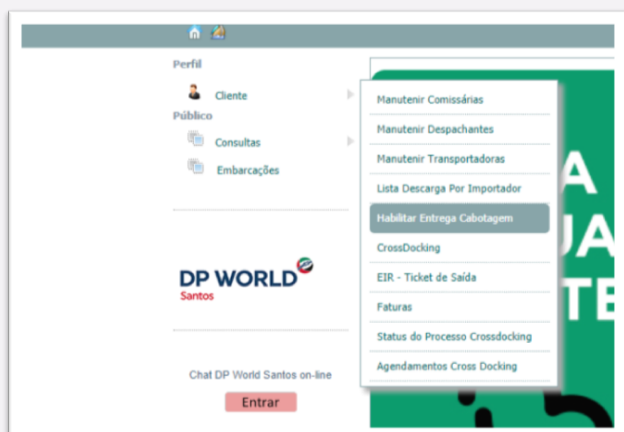 Perfil
Cliente
Público
Consultas
Embarcações
DP WORLD
Santos
Chat DP World Santos on-line
Entrar
Manutenir Comissárias
Manutenir Despachantes
Manutenir Transportadoras
Lista Descarga Por Importador
Habilitar Entrega Cabotagem
CrossDocking
EIR - Ticket de Saída
Faturas
Status do Processo Crossdocking
Agendamentos Cross Docking